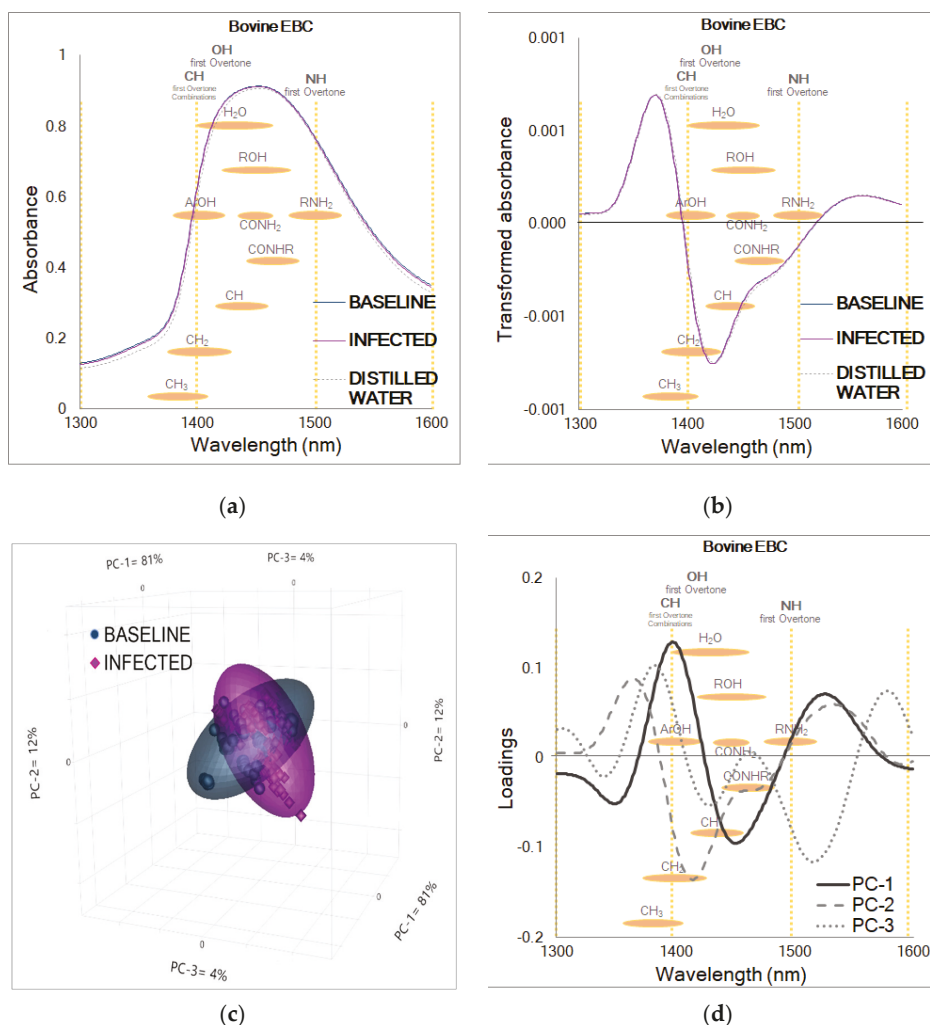 Bovine EBC
OH
first Overtone
CH
first Overtone
Combinations
NH
first Overtone
1
0.8
0.6
0.4
0.2
0
Absorbance
H₂O
ROH
ArOH
RNH₂
CONH₂
CONHR
CH
CH₂
CH₃
BASELINE
INFECTED
DISTILLED
WATER
1300
1400
1500
1600
Wavelength (nm)
(a)
Bovine EBC
OH
first Overtone
CH
first Overtone
Combinations
NH
first Overtone
0.001
0.001
0.000
-0.001
-0.001
Transformed absorbance
H₂O
ROH
ArOH
RNH₂
CONH₂
CONHR
CH
CH₂
CH₃
BASELINE
INFECTED
DISTILLED
WATER
1300
1400
1500
1600
Wavelength (nm)
(b)
PC-1= 81%
PC-3= 4%
0
0
BASELINE
INFECTED
PC-2= 12%
0
0
PC-2= 12%
0
PC-1= 81%
0
PC-3= 4%
(c)
Bovine EBC
OH
first Overtone
CH
first Overtone
Combinations
NH
first Overtone
0.2
0.1
0
-0.1
-0.2
Loadings
H₂O
ROH
ArOH
RNH₂
CONH₂
CONHR
CH
CH₂
CH₃
PC-1
PC-2
PC-3
1300
1400
1500
1600
Wavelength (nm)
(d)